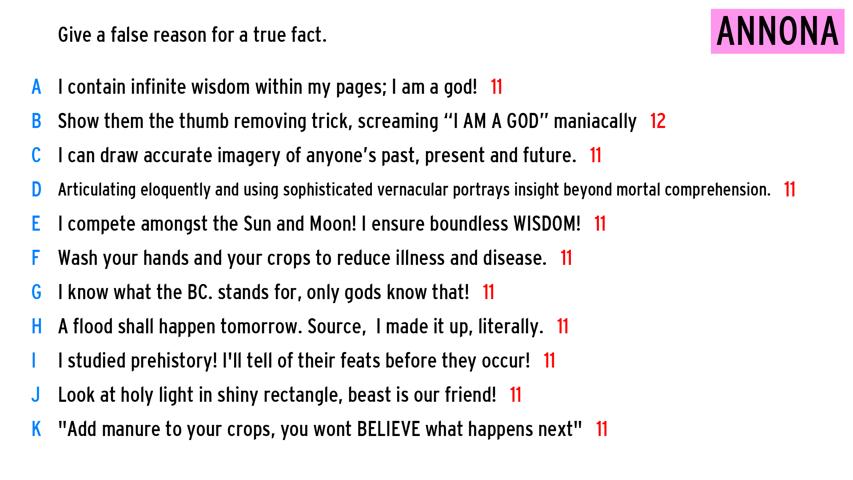 Give a false reason for a true fact.
ANNONA
A I contain infinite wisdom within my pages; I am a god! 11
B Show them the thumb removing trick, screaming “I AM A GOD” maniacally 12
C I can draw accurate imagery of anyone’s past, present and future. 11
D Articulating eloquently and using sophisticated vernacular portrays insight beyond mortal comprehension. 11
E I compete amongst the Sun and Moon! I ensure boundless WISDOM! 11
F Wash your hands and your crops to reduce illness and disease. 11
G I know what the BC. stands for, only gods know that! 11
H A flood shall happen tomorrow. Source, I made it up, literally. 11
I I studied prehistory! I'll tell of their feats before they occur! 11
J Look at holy light in shiny rectangle, beast is our friend! 11
K "Add manure to your crops, you wont BELIEVE what happens next" 11